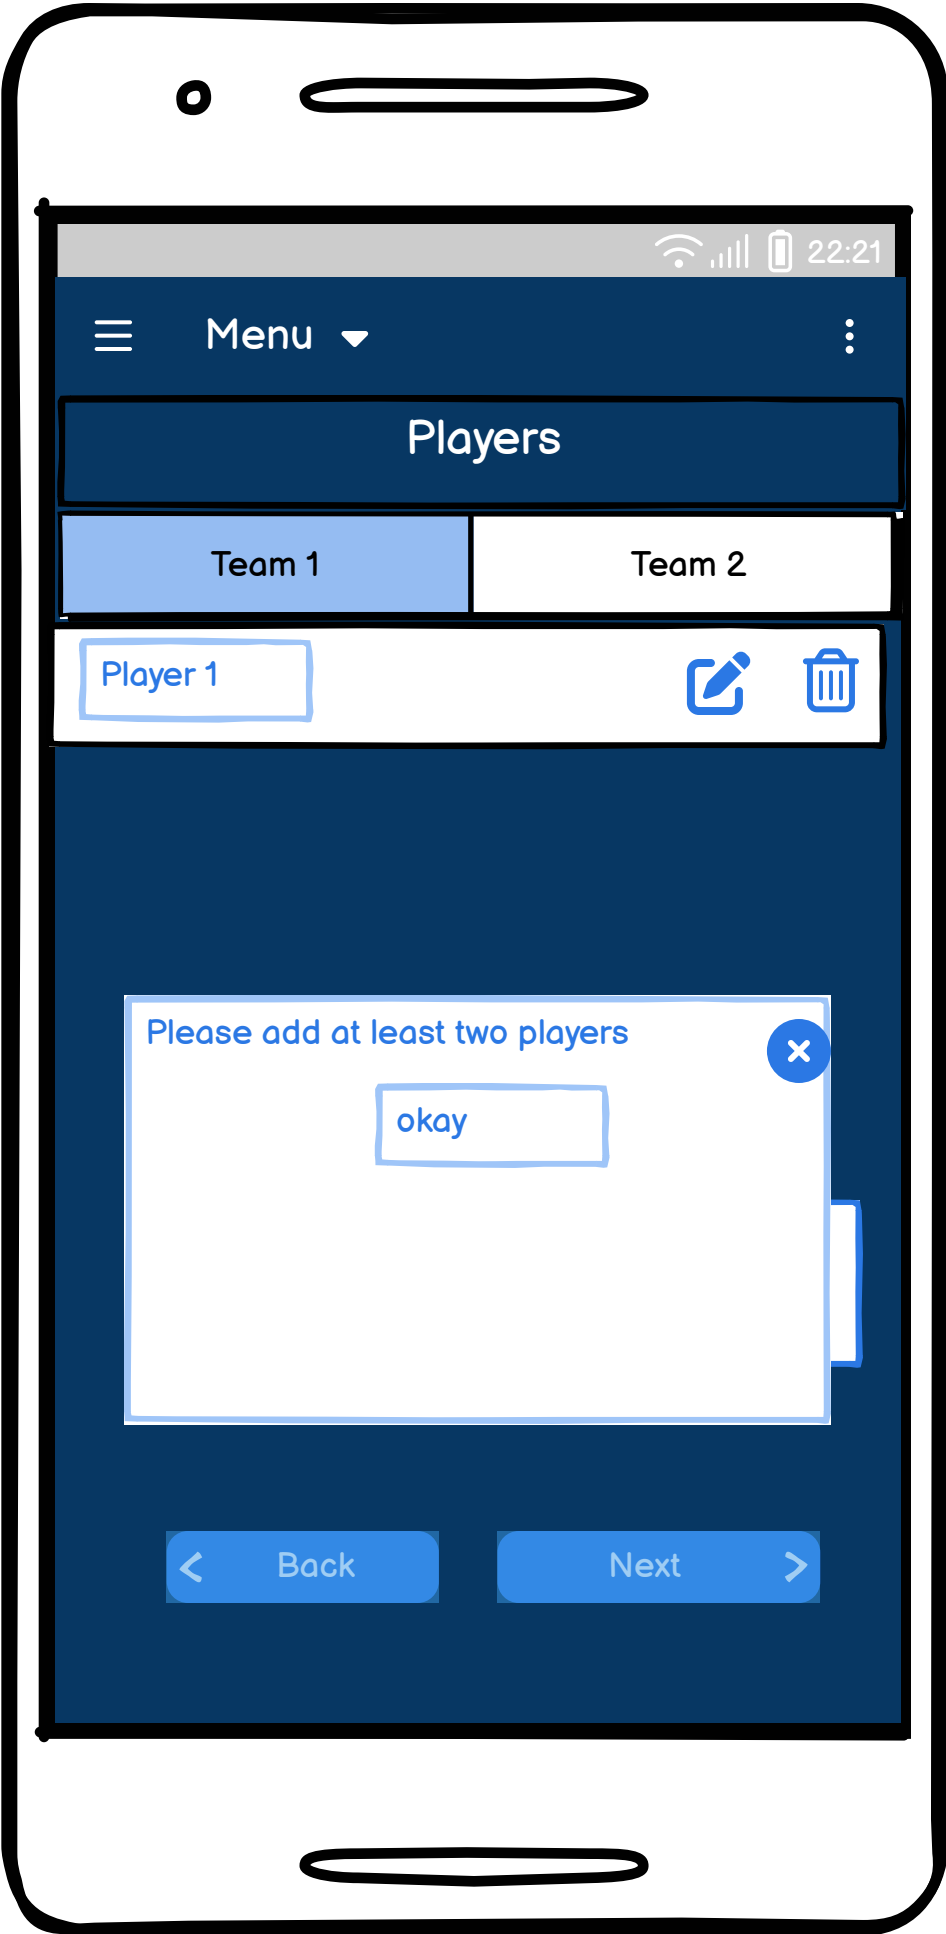 22:21
Menu
Players
Team 1
Team 2
Player 1
Please add at least two players
okay
Back
Next